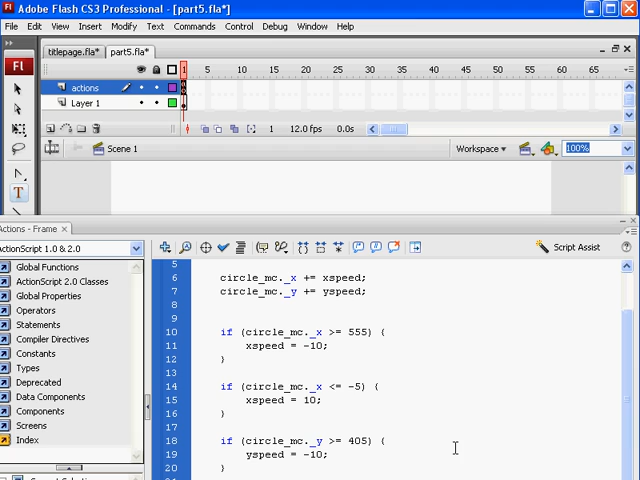 Adobe Flash CS3 Professional - [part5.fla*]
File Edit View Insert Modify Text Commands Control Debug Window Help
titlepage.fla* part5.fla*
1 5 10 15 20 25 30 35 40 45 50 55 60 65
actions
Layer 1
1 12.0 fps 0.0s
Scene 1 Workspace 100%
Actions - Frame
ActionScript 1.0 & 2.0 Script Assist
Global Functions
ActionScript 2.0 Classes
Global Properties
Operators
Statements
Compiler Directives
Constants
Types
Deprecated
Data Components
Components
Screens
Index
5
6 circle_mc._x += xspeed;
7 circle_mc._y += yspeed;
8
9
10 if (circle_mc._x >= 555) {
11 xspeed = -10;
12 }
13
14 if (circle_mc._x <= -5) {
15 xspeed = 10;
16 }
17
18 if (circle_mc._y >= 405) {
19 yspeed = -10;
20 }